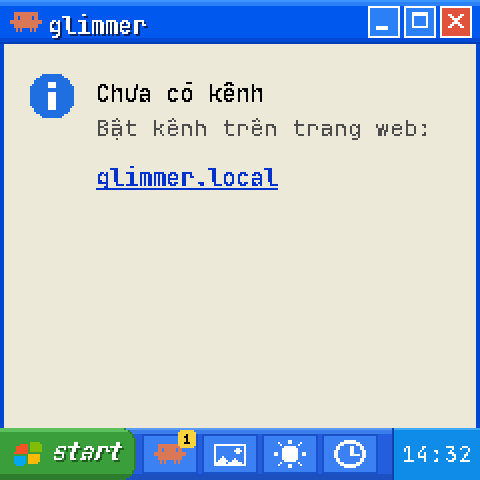 glimmer
Chưa có kênh
Bật kênh trên trang web:
glimmer.local
start
1
14:32